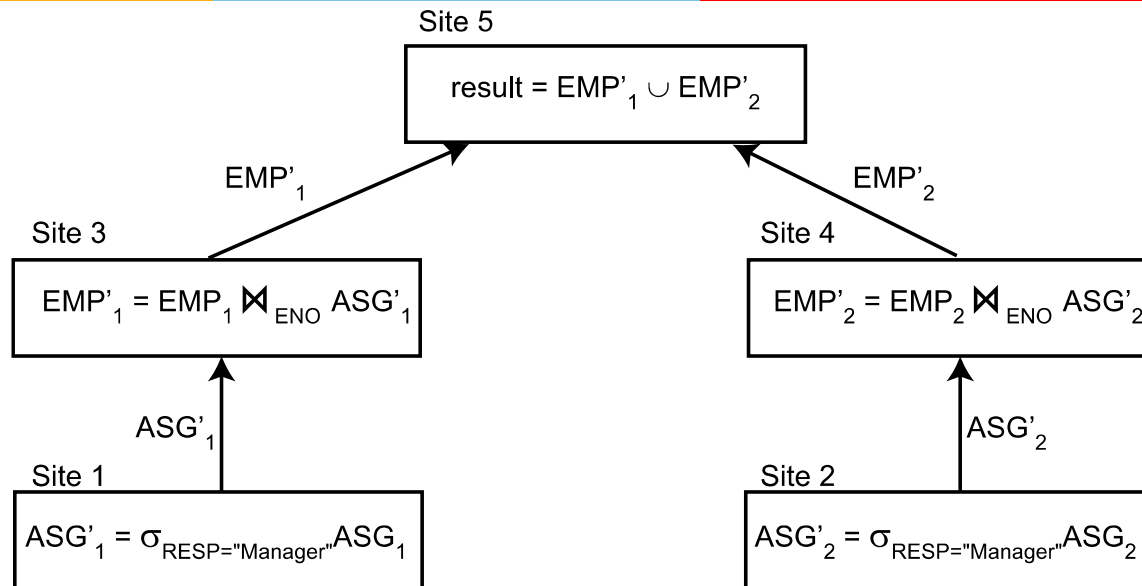 Site 5
result = EMP’₁ ∪ EMP’₂
EMP’₁
EMP’₂
Site 3
Site 4
EMP’₁ = EMP₁ ⋈ ENO ASG’₁
EMP’₂ = EMP₂ ⋈ ENO ASG’₂
ASG’₁
ASG’₂
Site 1
Site 2
ASG’₁ = σ RESP="Manager" ASG₁
ASG’₂ = σ RESP="Manager" ASG₂